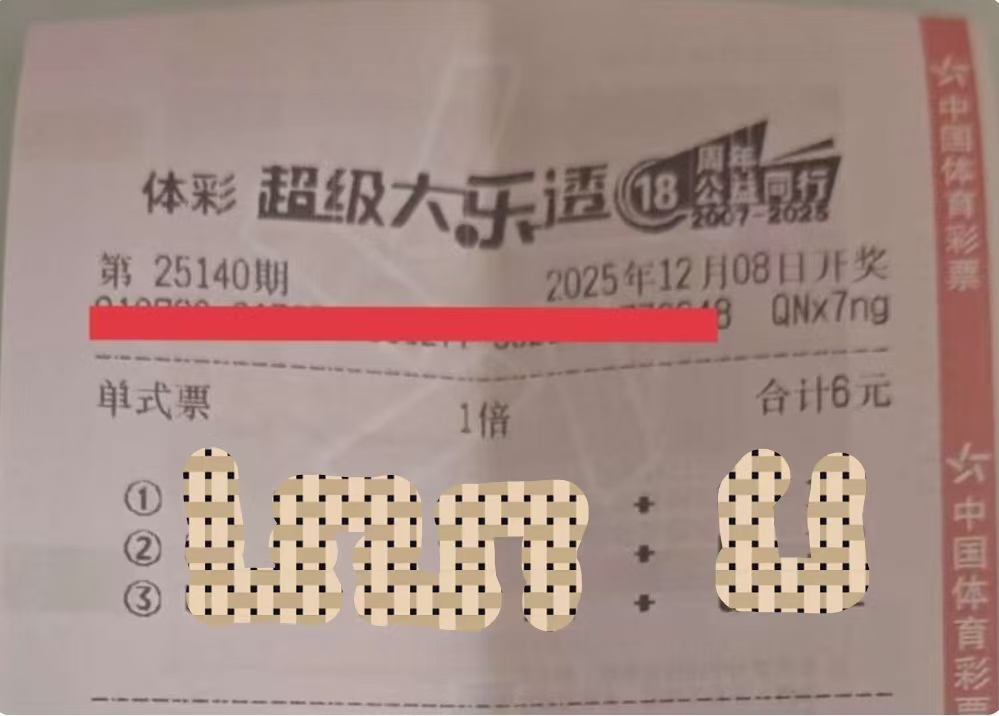 体彩 超级大乐透 18周年公益同行 2007-2025
第 25140期 2025年12月08日开奖
QNx7ng
单式票 1倍 合计6元
① + 
② + 
③ + 
中国体育彩票
中国体育彩票